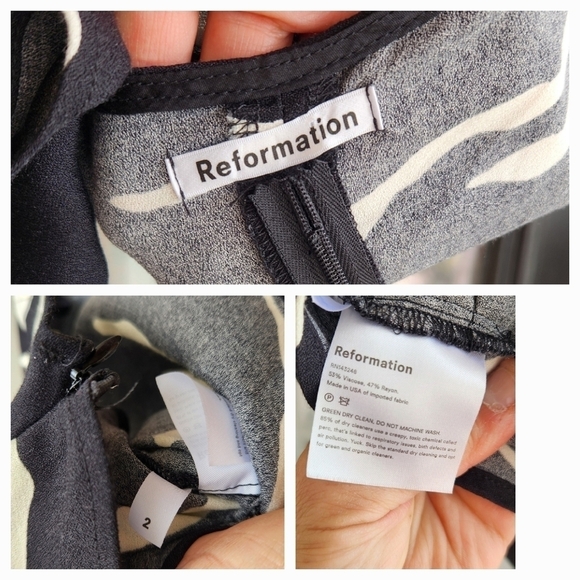 Reformation
2
Reformation
53% Viscose, 47% Rayon,
Made in USA of imported fabric
P
GREEN DRY CLEAN, DO NOT MACHINE WASH
85% of dry cleaners use a creepy, toxic chemical called
perc, that's linked to respiratory issues, birth defects and
air pollution. Yuck. Skip the standard dry cleaning and
for green and organic cleaners.